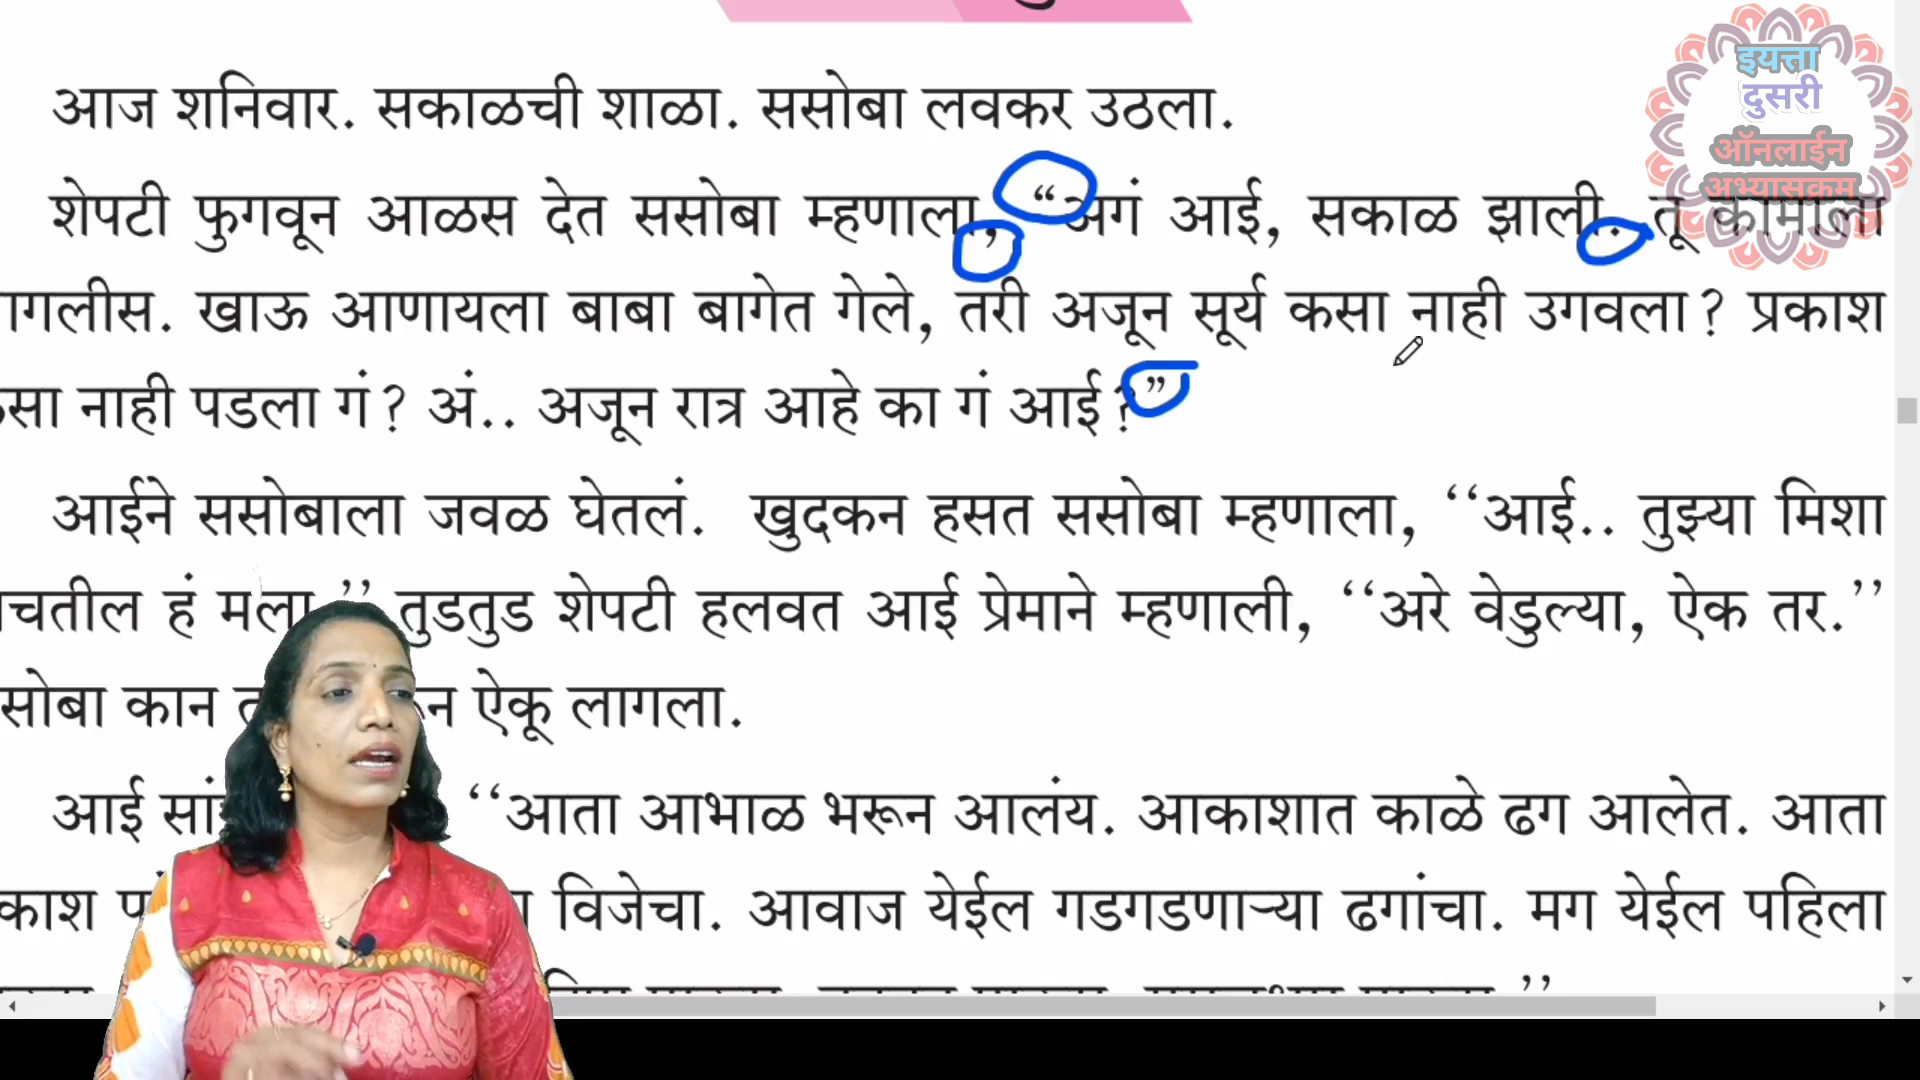 इयत्ता
दुसरी
ऑनलाईन
अभ्यासक्रम
आज शनिवार. सकाळची शाळा. ससोबा लवकर उठला.
शेपटी फुगवून आळस देत ससोबा म्हणाला, “अगं आई, सकाळ झाली. तू कामाला
गलीस. खाऊ आणायला बाबा बागेत गेले, तरी अजून सूर्य कसा नाही उगवला? प्रकाश
सा नाही पडला गं? अं.. अजून रात्र आहे का गं आई?”
आईने ससोबाला जवळ घेतलं. खुदकन हसत ससोबा म्हणाला, ‘‘आई.. तुझ्या मिशा
चतील हं मला.’’ तुडतुड शेपटी हलवत आई प्रेमाने म्हणाली, ‘‘अरे वेडुल्या, ऐक तर.’’
सोबा कान ऐकू लागला.
आई ‘‘आता आभाळ भरून आलंय. आकाशात काळे ढग आलेत. आता
काश विजेचा. आवाज येईल गडगडणाऱ्या ढगांचा. मग येईल पहिला